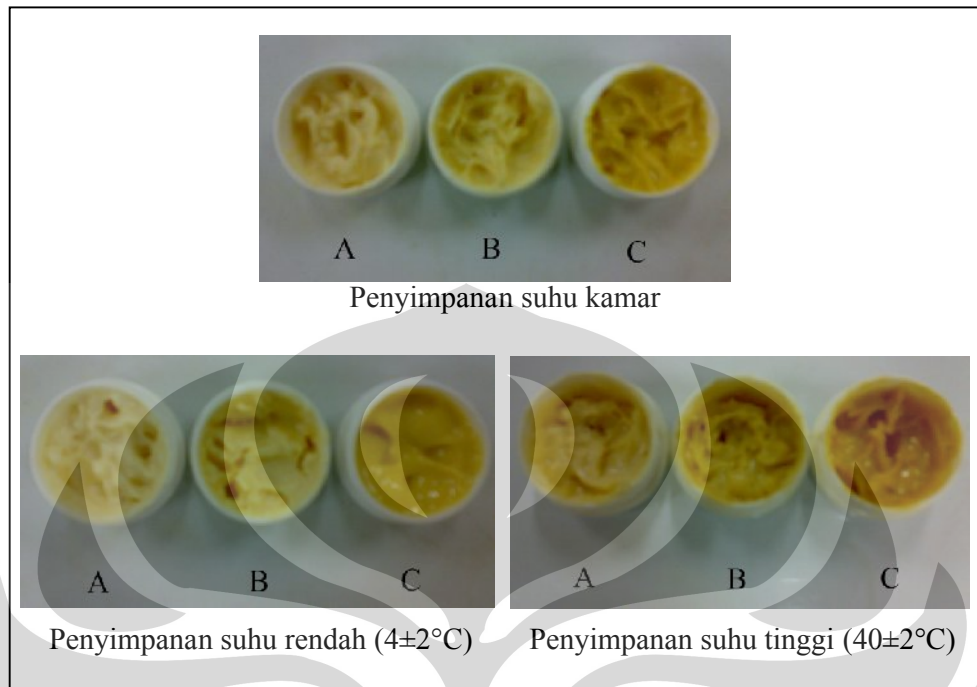 A B C
Penyimpanan suhu kamar
A B C
Penyimpanan suhu rendah (4±2°C)
A B C
Penyimpanan suhu tinggi (40±2°C)